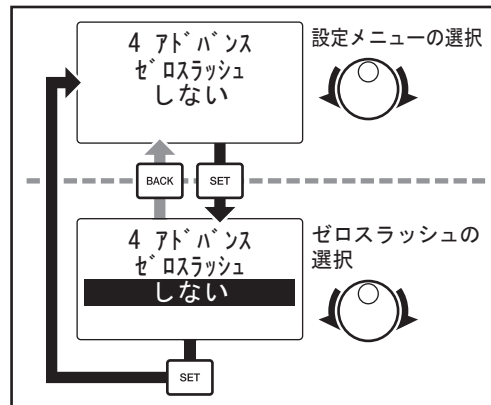 4 アドバンス
ゼロスラッシュ
しない
設定メニューの選択
BACK
SET
4 アドバンス
ゼロスラッシュ
しない
ゼロスラッシュの
選択
SET